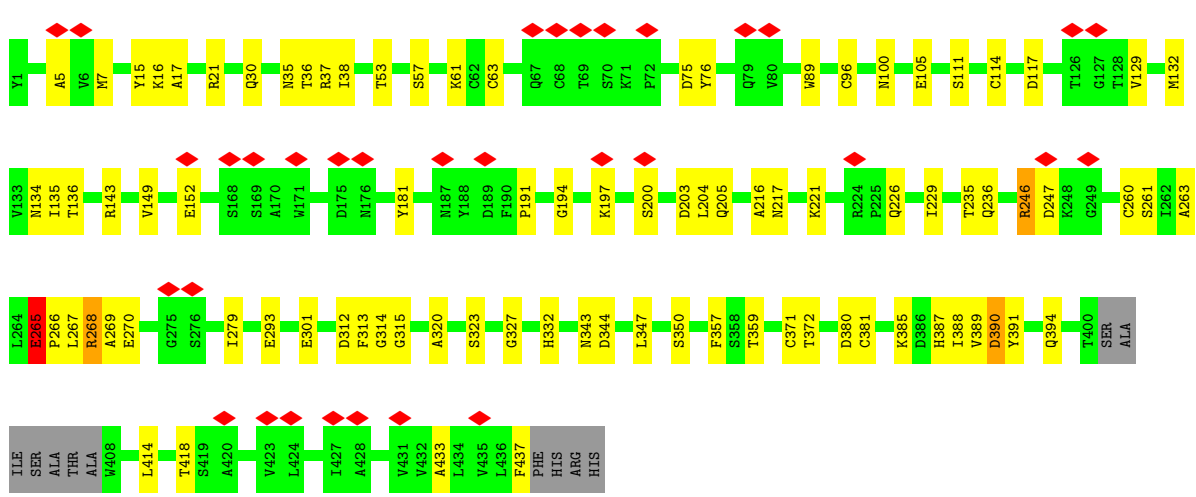 Y1 A5 V6 M7 Y15 K16 A17 R21 Q30 N35 T36 R37 I38 T53 S57 K61 C62 C63 Q67 C68 T69 S70 K71 P72 D75 Y76 Q79 V80 W89 C96 N100 E105 S111 C114 D117 T126 G127 T128 V129 M132
V133 N134 I135 T136 R143 V149 E152 S168 S169 A170 W171 D175 N176 Y181 N187 Y188 D189 F190 P191 G194 K197 S200 D203 L204 Q205 A216 N217 K221 R224 P225 Q226 I229 T235 Q236 R246 D247 K248 G249 C260 S261 I262 A263
L264 E265 P266 L267 R268 A269 E270 G275 S276 I279 E293 E301 D312 F313 G314 G315 A320 S323 G327 H332 N343 D344 L347 S350 F357 S358 T359 C371 T372 D380 C381 K385 D386 H387 I388 V389 D390 Y391 Q394 T400 SER ALA
ILE SER ALA THR ALA W408 L414 T418 S419 A420 V423 L424 I427 A428 V431 V432 A433 L434 V435 L436 F437 PHE HIS ARG HIS